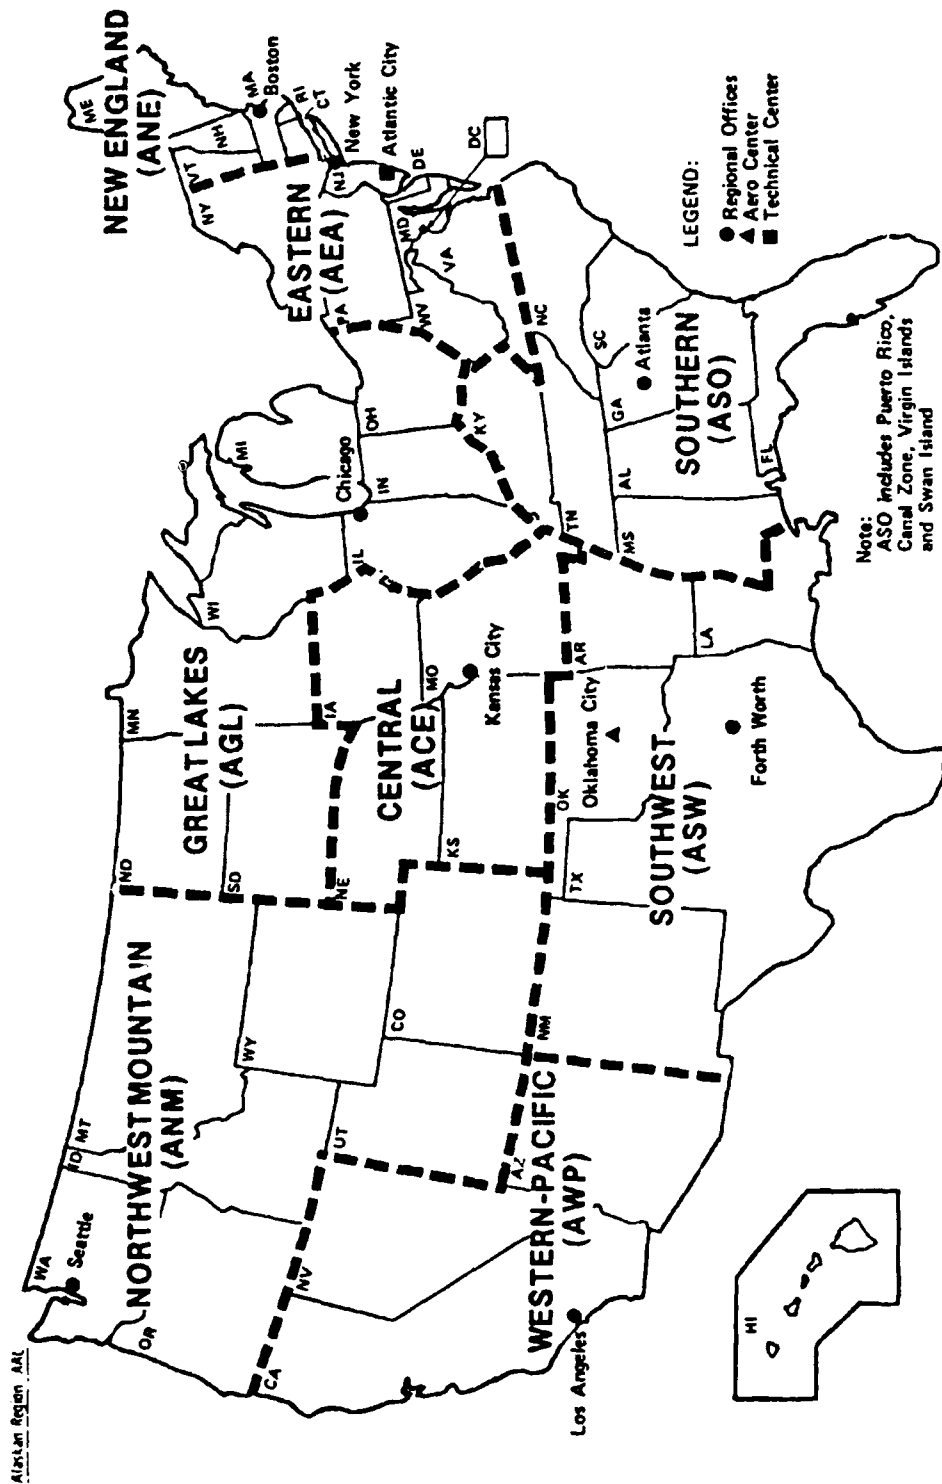 Alaskan Region AAL
WA
Seattle
OR
ID
MT
NORTHWEST MOUNTAIN
(ANM)
WY
CA
NV
UT
CO
WESTERN-PACIFIC
(AWP)
AZ
NM
Los Angeles
HI
ND
MN
SD
GREAT LAKES
(AGL)
WI
MI
NE
IA
IL
Chicago
IN
OH
CENTRAL
(ACE)
KS
MO
Kansas City
KY
TX
OK
Oklahoma City
AR
TN
SOUTHWEST
(ASW)
Forth Worth
LA
MS
AL
GA
SC
NC
Atlanta
SOUTHERN
(ASO)
FL
NEW ENGLAND
(ANE)
ME
VT
NH
MA
Boston
RI
CT
NY
New York
NJ
Atlantic City
EASTERN
(AEA)
PA
WV
MD
DE
VA
DC
LEGEND:
Regional Offices
Aero Center
Technical Center
Note:
ASO includes Puerto Rico,
Canal Zone, Virgin Islands
and Swan Island